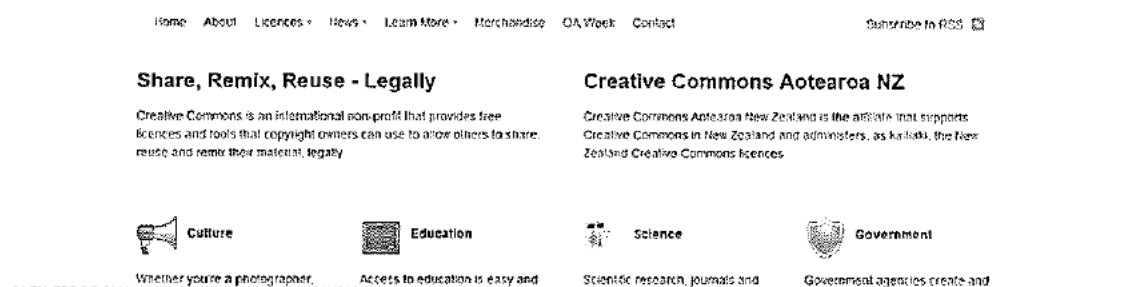 Home About Licences News Learn More Merchandise OA Week Contact Subscribe to RSS
Share, Remix, Reuse - Legally
Creative Commons is an international non-profit that provides free
licences and tools that copyright owners can use to allow others to share,
reuse and remix their material, legally
Creative Commons Aotearoa NZ
Creative Commons Aotearoa New Zealand is the affiliate that supports
Creative Commons in New Zealand and administers, as kaitiaki, the New
Zealand Creative Commons licences
Culture
Whether you're a photographer,
Education
Access to education is easy and
Science
Scientific research, journals and
Government
Government agencies create and